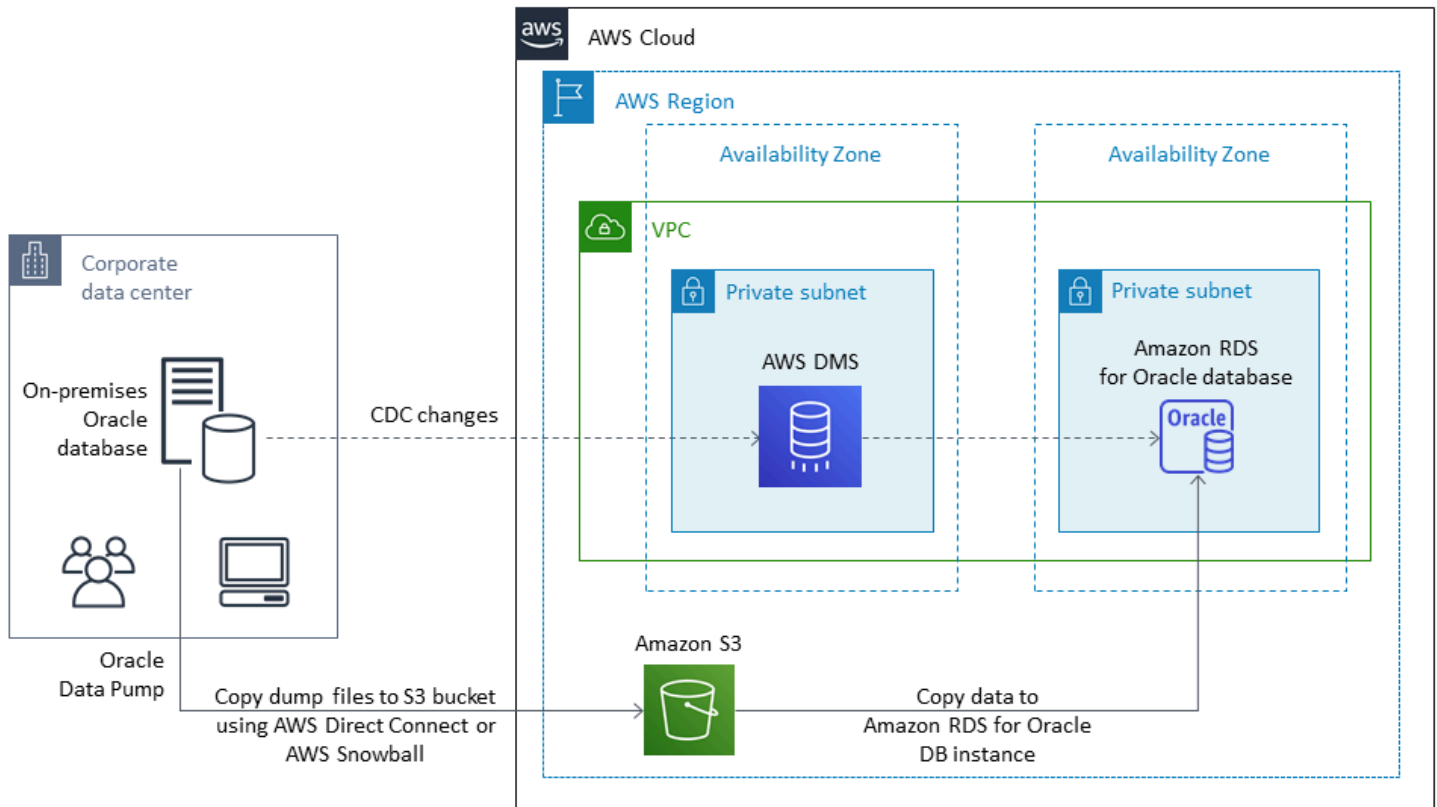 aws
AWS Cloud
AWS Region
Availability Zone
Availability Zone
VPC
Corporate
data center
Private subnet
Private subnet
On-premises
Oracle
database
CDC changes
AWS DMS
Amazon RDS
for Oracle database
Oracle
Oracle
Data Pump
Copy dump files to S3 bucket
using AWS Direct Connect or
AWS Snowball
Amazon S3
Copy data to
Amazon RDS for Oracle
DB instance